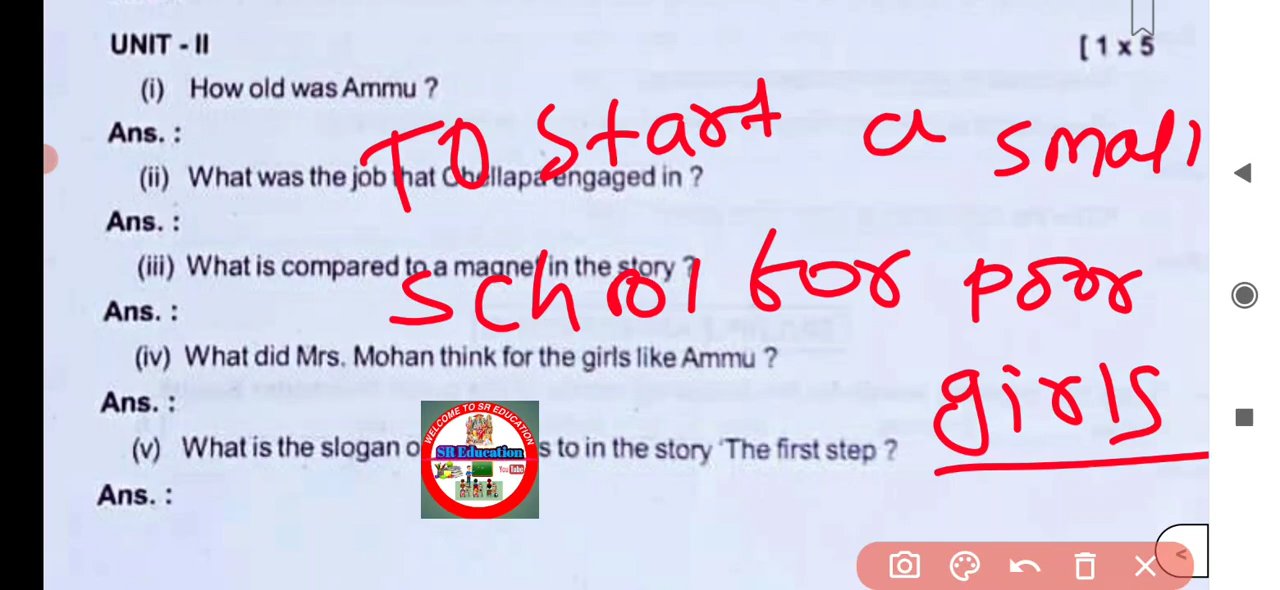 UNIT - II
[ 1 x 5
(i) How old was Ammu ?
Ans. :
To start a small
(ii) What was the job that Chellapa engaged in ?
Ans. :
(iii) What is compared to a magnet in the story ?
school for poor
Ans. :
(iv) What did Mrs. Mohan think for the girls like Ammu ?
girls
Ans. :
WELCOME TO SR EDUCATION
SR Education
YouTube
(v) What is the slogan o s to in the story 'The first step ?
Ans. :